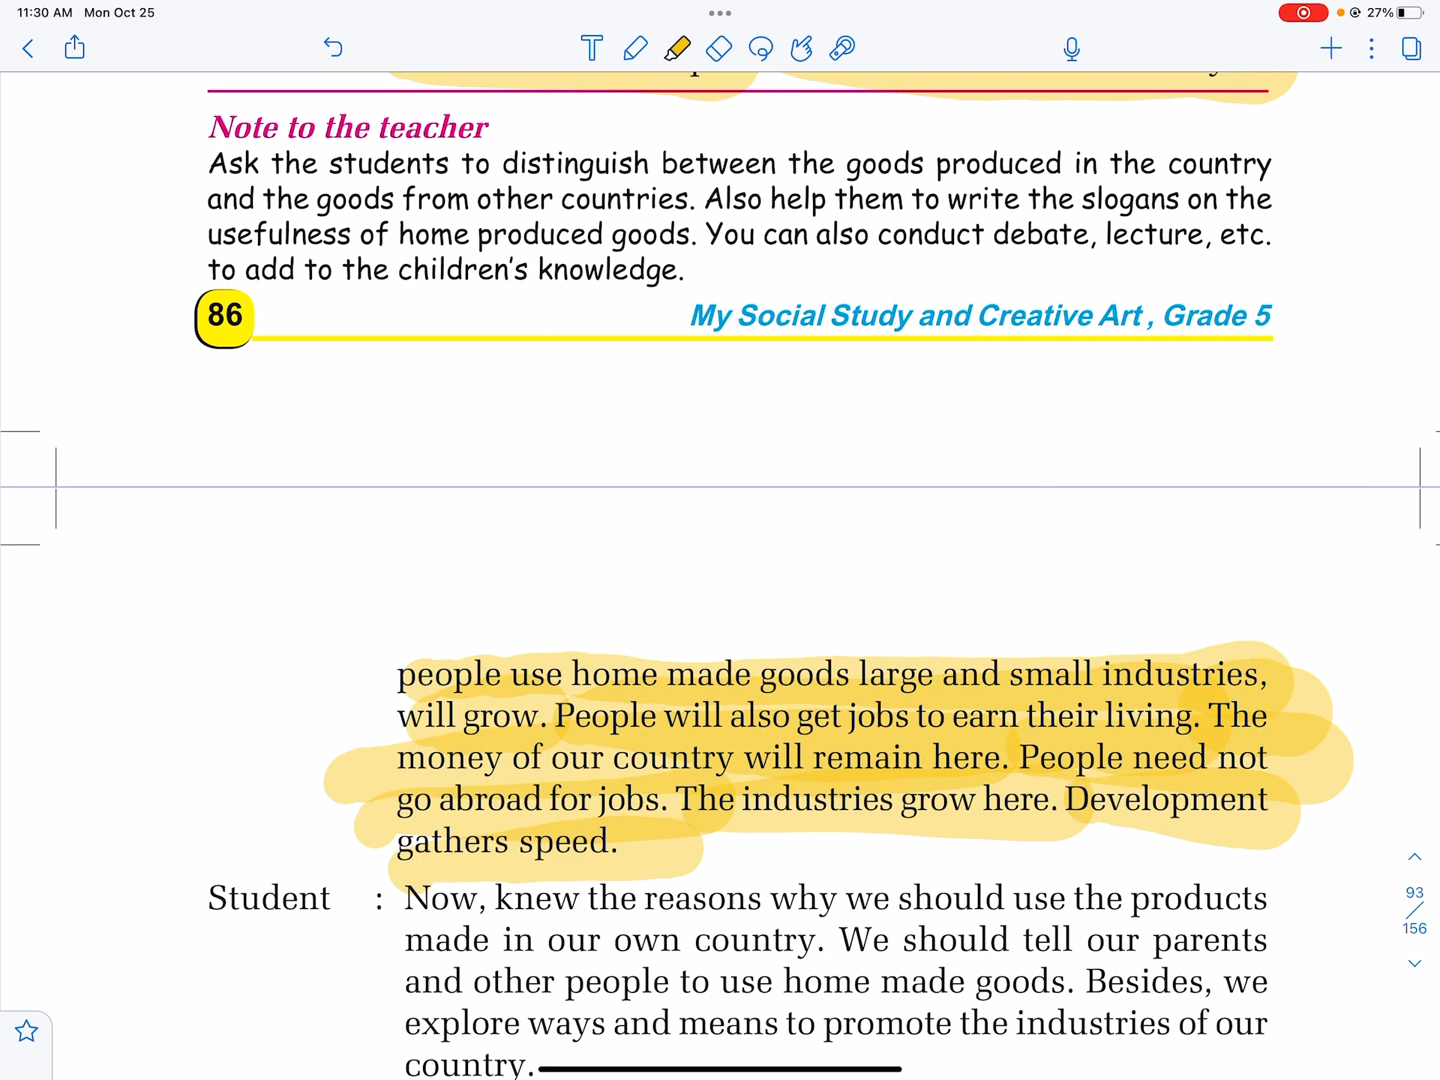 11:30 AM Mon Oct 25
27%
Note to the teacher
Ask the students to distinguish between the goods produced in the country
and the goods from other countries. Also help them to write the slogans on the
usefulness of home produced goods. You can also conduct debate, lecture, etc.
to add to the children's knowledge.
86
My Social Study and Creative Art , Grade 5
people use home made goods large and small industries,
will grow. People will also get jobs to earn their living. The
money of our country will remain here. People need not
go abroad for jobs. The industries grow here. Development
gathers speed.
Student : Now, knew the reasons why we should use the products
made in our own country. We should tell our parents
and other people to use home made goods. Besides, we
explore ways and means to promote the industries of our
country.
93
/
156